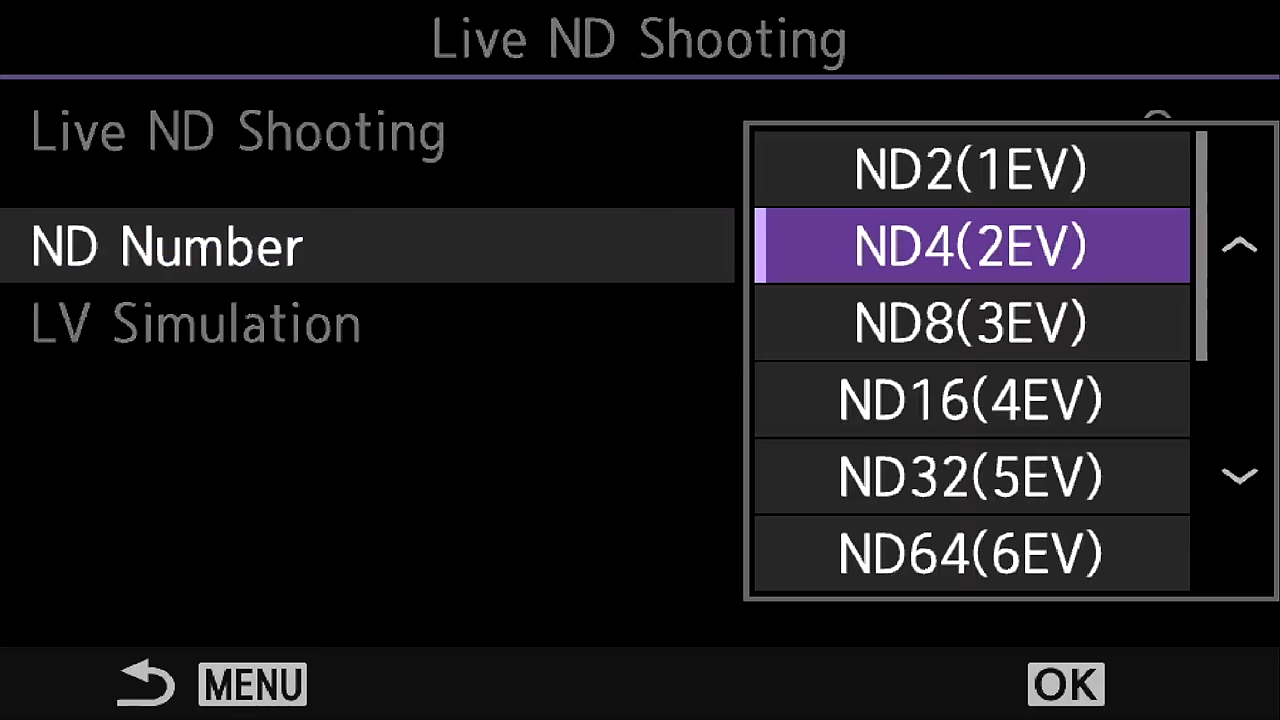 Live ND Shooting
Live ND Shooting
ND Number
LV Simulation
ND2(1EV)
ND4(2EV)
ND8(3EV)
ND16(4EV)
ND32(5EV)
ND64(6EV)
MENU
OK